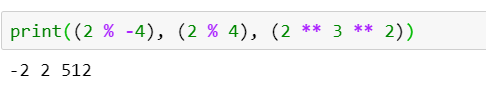 print((2 % -4), (2 % 4), (2 ** 3 ** 2))
-2 2 512